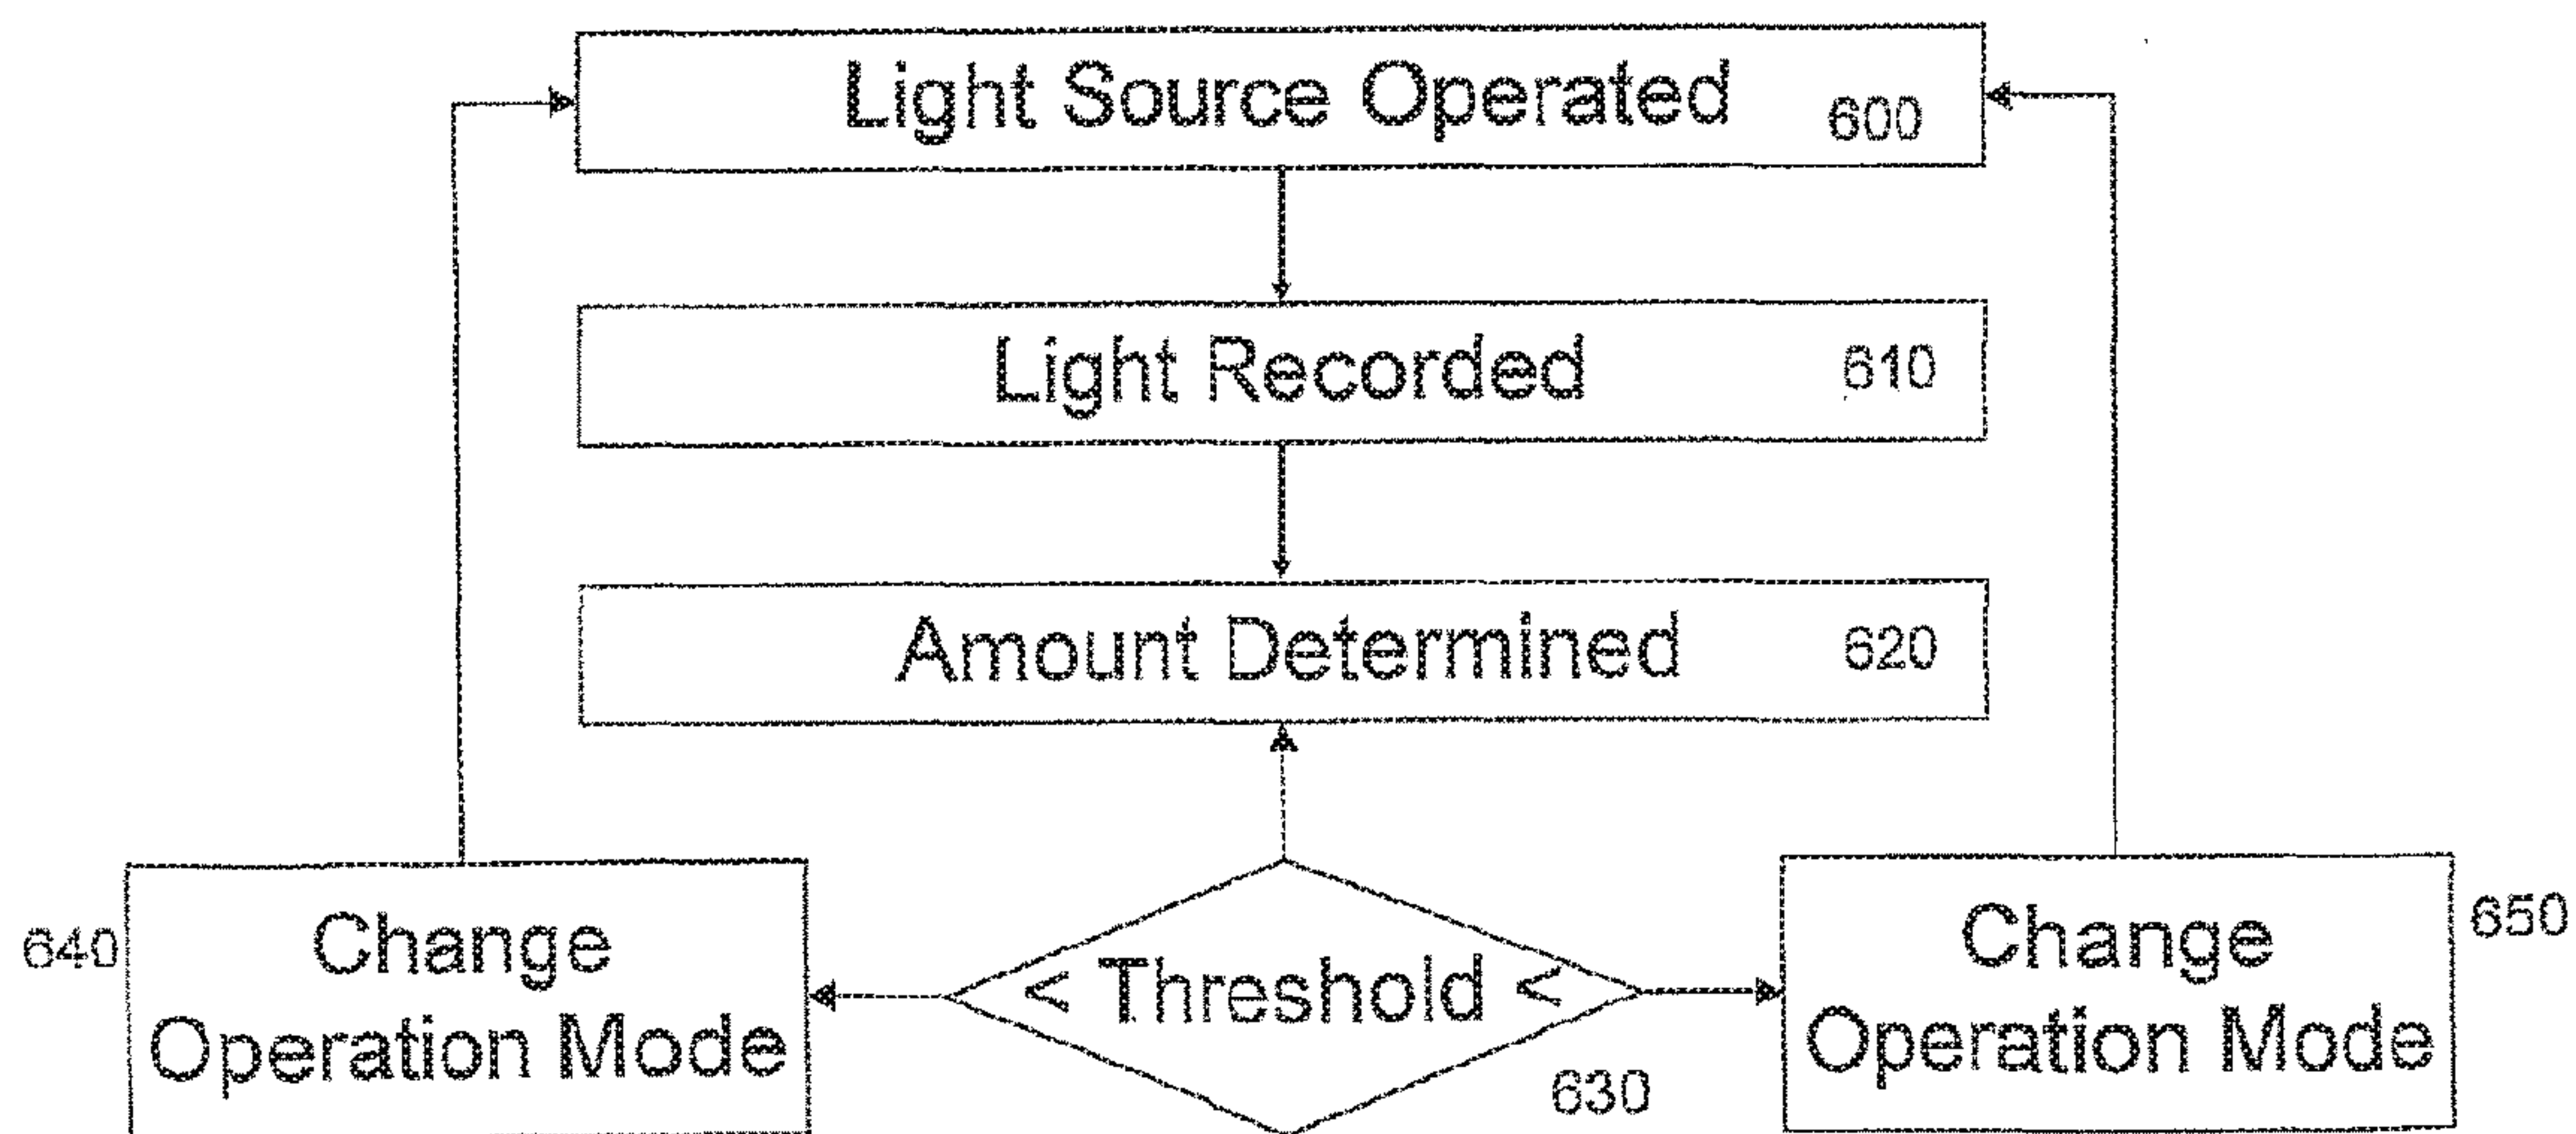 Light Source Operated 600
Light Recorded 610
Amount Determined 620
640
Change
Operation Mode
< Threshold <
630
Change
Operation Mode
650